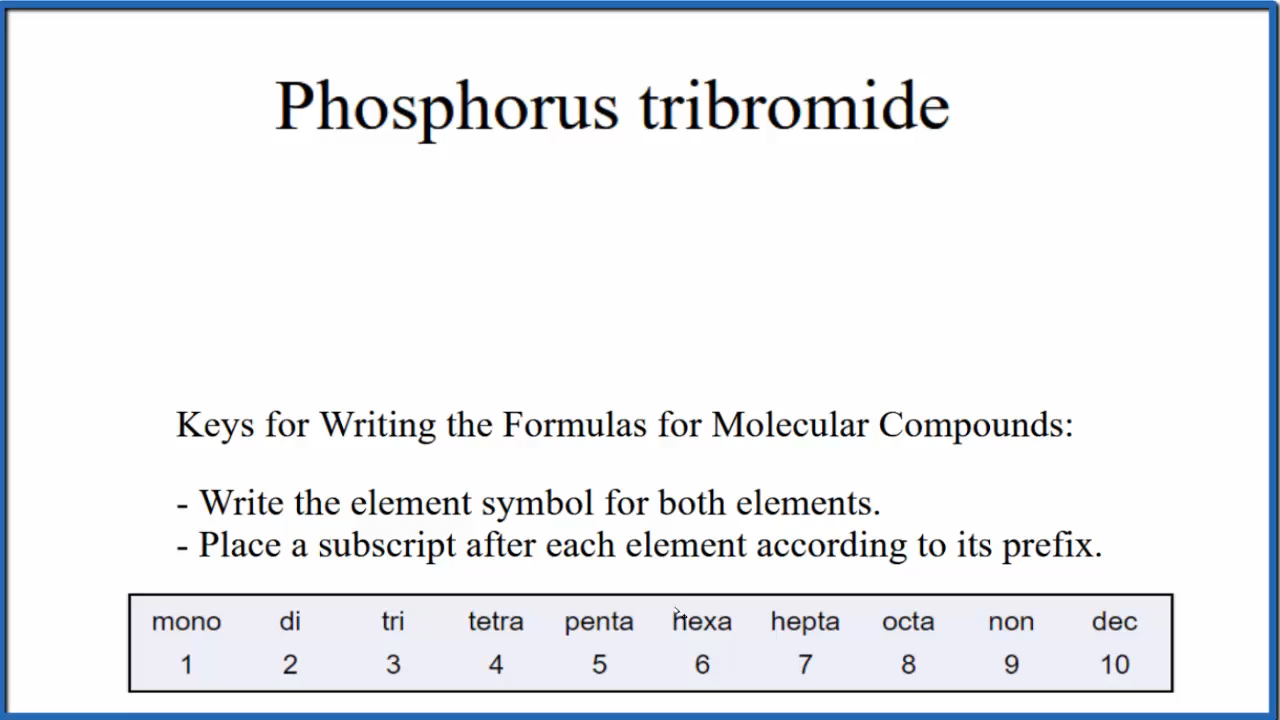 Phosphorus tribromide
Keys for Writing the Formulas for Molecular Compounds:
- Write the element symbol for both elements.
- Place a subscript after each element according to its prefix.
mono di tri tetra penta hexa hepta octa non dec
1 2 3 4 5 6 7 8 9 10